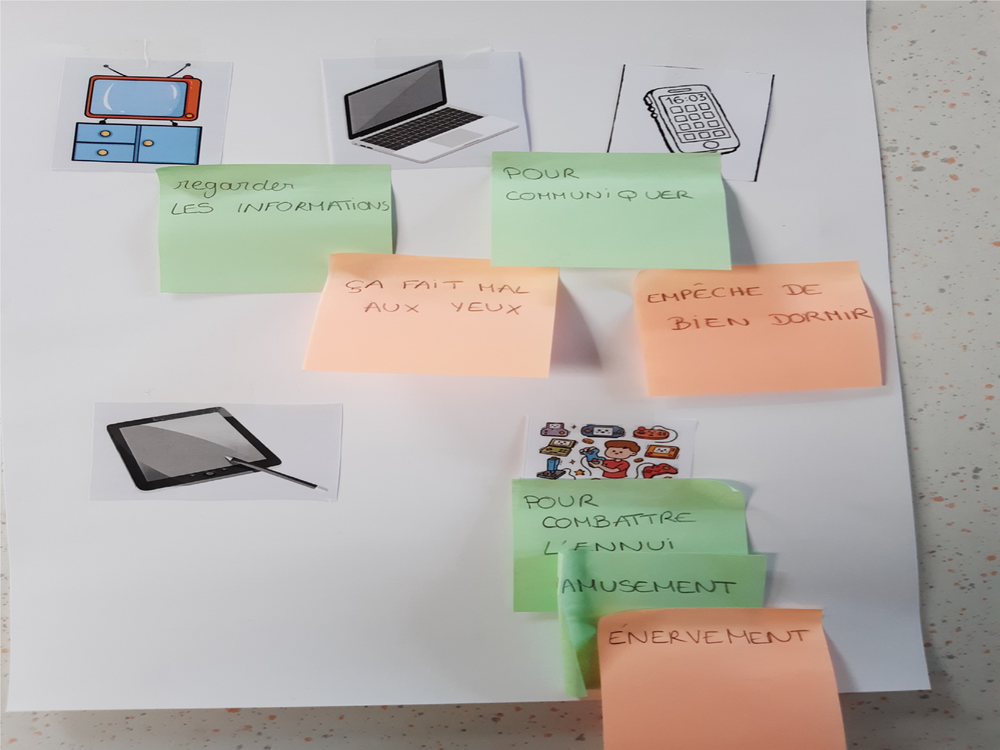 16:03
regarder
LES INFORMATIONS
POUR
COMMUNIQUER
ÇA FAIT MAL
AUX YEUX
EMPÊCHE DE
BIEN DORMIR
POUR
COMBATTRE
L'ENNUI
AMUSEMENT
ÉNERVEMENT